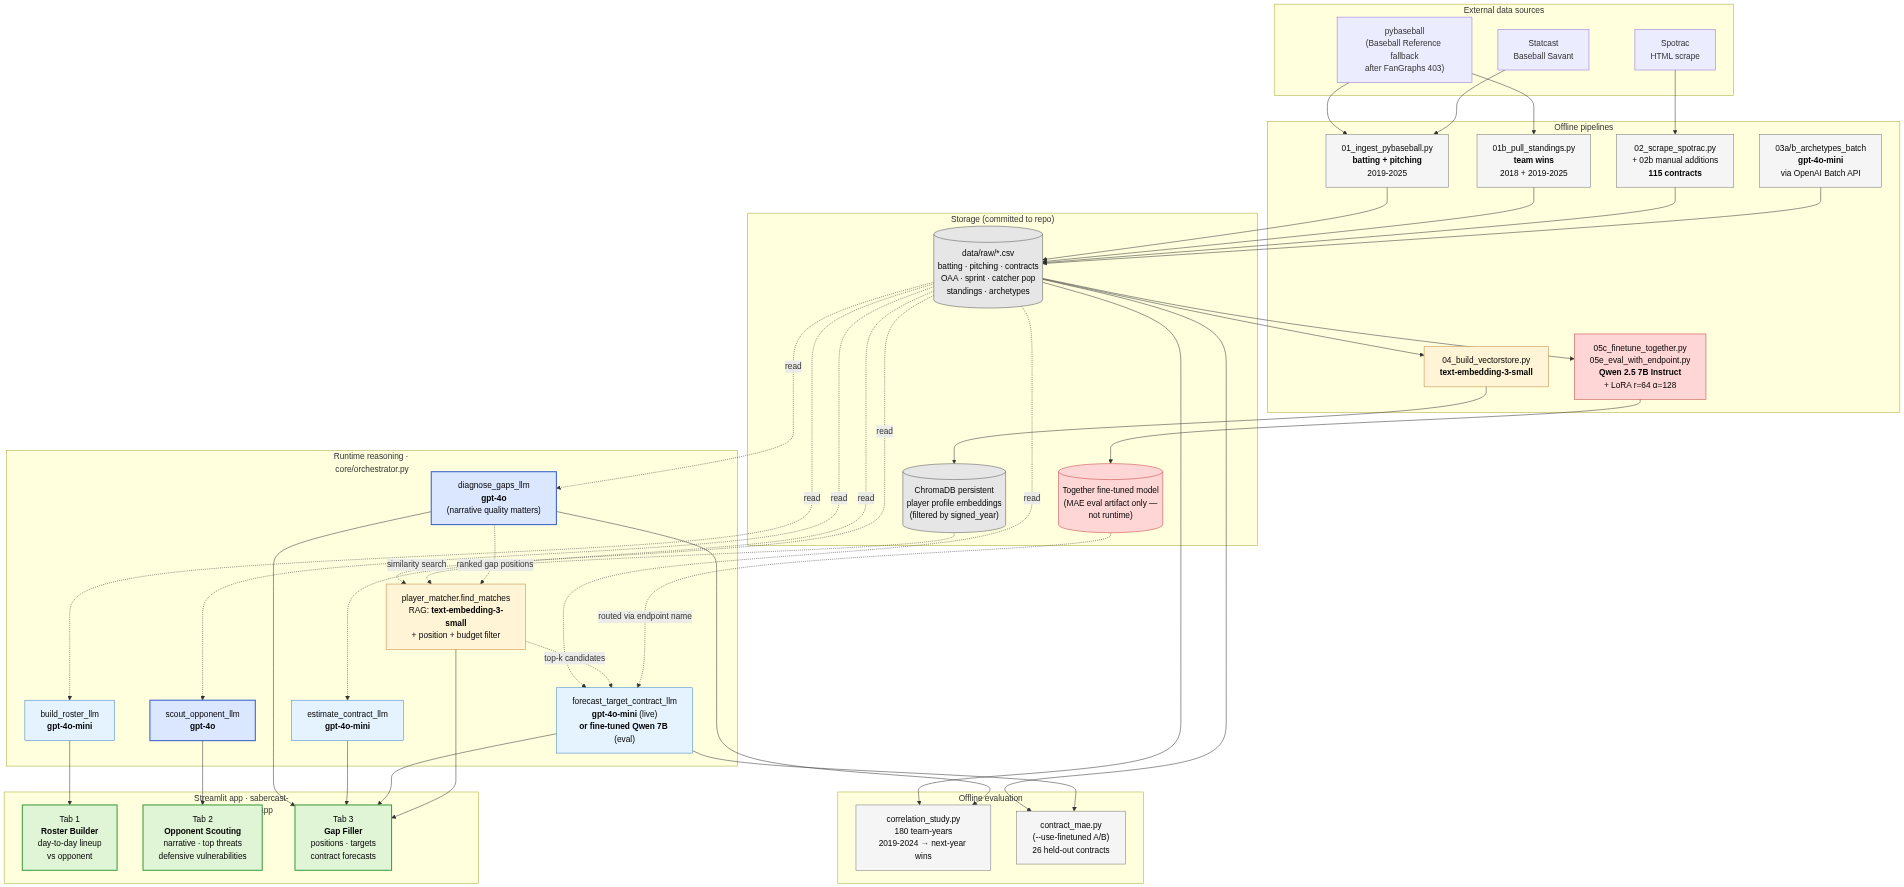 External data sources
pybaseball
(Baseball Reference
fallback
after FanGraphs 403)
Statcast
Baseball Savant
Spotrac
HTML scrape
Offline pipelines
01_ingest_pybaseball.py
batting + pitching
2019-2025
01b_pull_standings.py
team wins
2018 + 2019-2025
02_scrape_spotrac.py
+ 02b manual additions
115 contracts
03a/b_archetypes_batch
gpt-4o-mini
via OpenAI Batch API
Storage (committed to repo)
data/raw/*.csv
batting · pitching · contracts
OAA · sprint · catcher pop
standings · archetypes
04_build_vectorstore.py
text-embedding-3-small
05c_finetune_together.py
05e_eval_with_endpoint.py
Qwen 2.5 7B Instruct
+ LoRA r=64 α=128
read
read
read
read
read
read
Runtime reasoning ·
core/orchestrator.py
diagnose_gaps_llm
gpt-4o
(narrative quality matters)
ChromaDB persistent
player profile embeddings
(filtered by signed_year)
Together fine-tuned model
(MAE eval artifact only —
not runtime)
similarity search
ranked gap positions
player_matcher.find_matches
RAG: text-embedding-3-
small
+ position + budget filter
routed via endpoint name
top-k candidates
build_roster_llm
gpt-4o-mini
scout_opponent_llm
gpt-4o
estimate_contract_llm
gpt-4o-mini
forecast_target_contract_llm
gpt-4o-mini (live)
or fine-tuned Qwen 7B
(eval)
Streamlit app · sabercast-
app
Tab 1
Roster Builder
day-to-day lineup
vs opponent
Tab 2
Opponent Scouting
narrative · top threats
defensive vulnerabilities
Tab 3
Gap Filler
positions · targets
contract forecasts
Offline evaluation
correlation_study.py
180 team-years
2019-2024 → next-year
wins
contract_mae.py
(--use-finetuned A/B)
26 held-out contracts